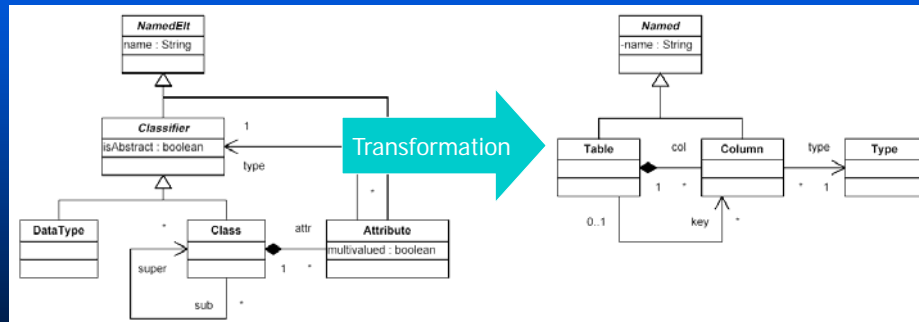 NamedElt
name : String
Classifier
isAbstract : boolean
1
type
*
DataType
*
Class
attr
Attribute
multivalued : boolean
super
1
*
sub
*
Transformation
Named
-name : String
Table
col
Column
type
Type
1
*
*
1
0..1
key
*